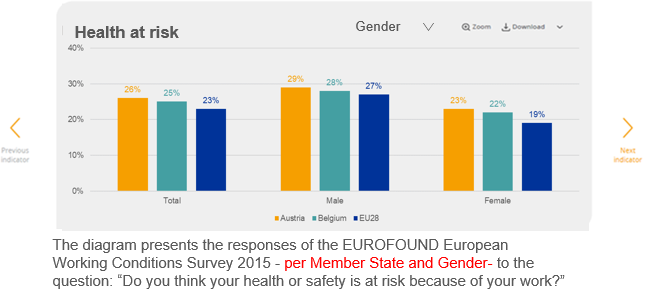 Health at risk
Gender
Zoom
Download
40%
30%
20%
10%
0%
26%
25%
23%
29%
28%
27%
23%
22%
19%
Total
Male
Female
Austria
Belgium
EU28
Previous
indicator
Next
indicator
The diagram presents the responses of the EUROFOUND European
Working Conditions Survey 2015 - per Member State and Gender- to the
question: “Do you think your health or safety is at risk because of your work?”